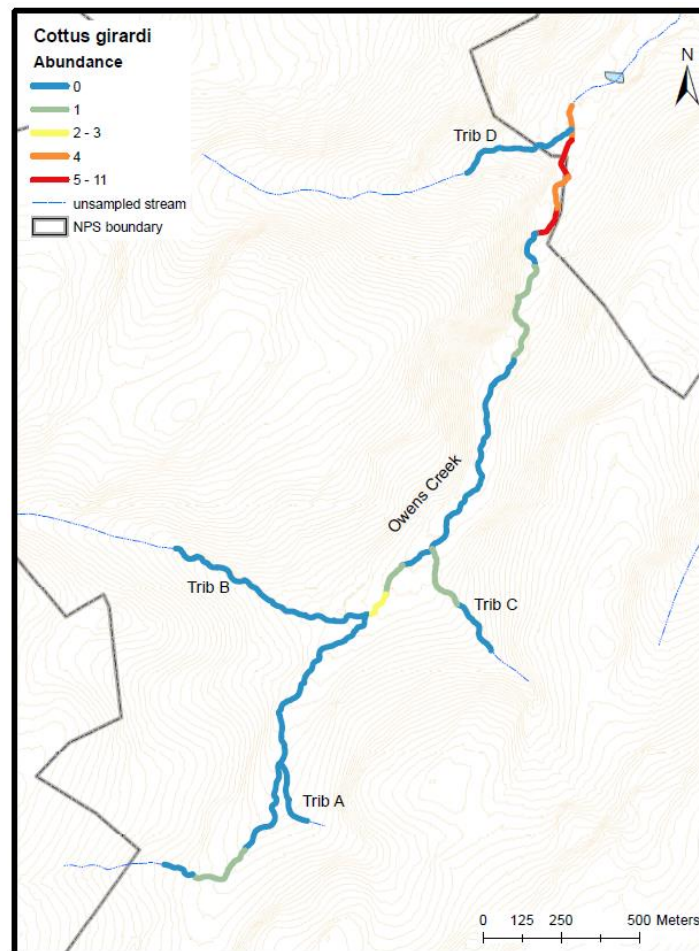 Cottus girardi
Abundance
0
1
2 - 3
4
5 - 11
unsampled stream
NPS boundary
N
Trib D
Owens Creek
Trib B
Trib C
Trib A
0 125 250 500 Meters